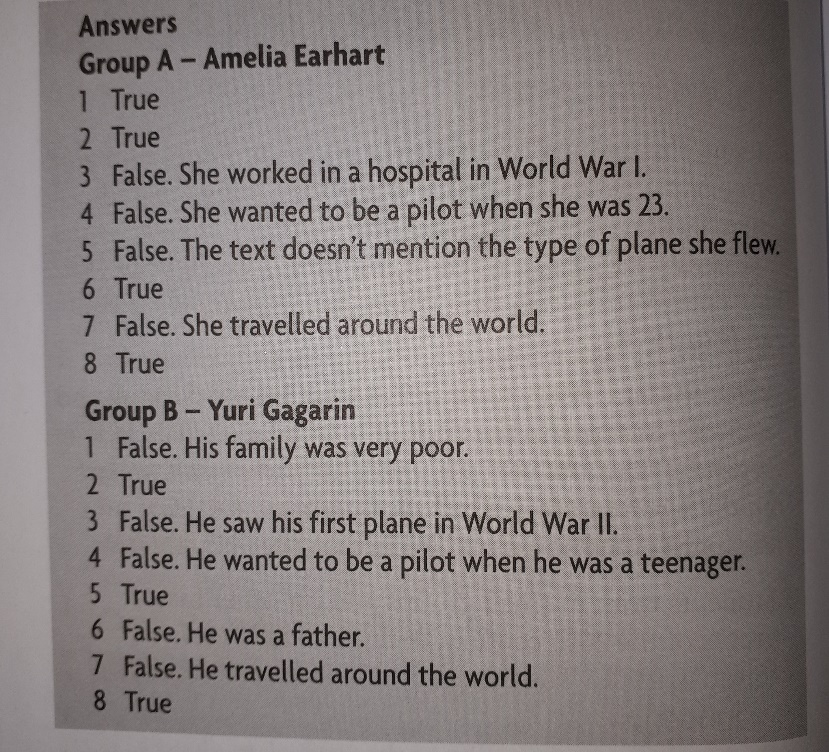 Answers
Group A – Amelia Earhart
1 True
2 True
3 False. She worked in a hospital in World War I.
4 False. She wanted to be a pilot when she was 23.
5 False. The text doesn't mention the type of plane she flew.
6 True
7 False. She travelled around the world.
8 True
Group B – Yuri Gagarin
1 False. His family was very poor.
2 True
3 False. He saw his first plane in World War II.
4 False. He wanted to be a pilot when he was a teenager.
5 True
6 False. He was a father.
7 False. He travelled around the world.
8 True